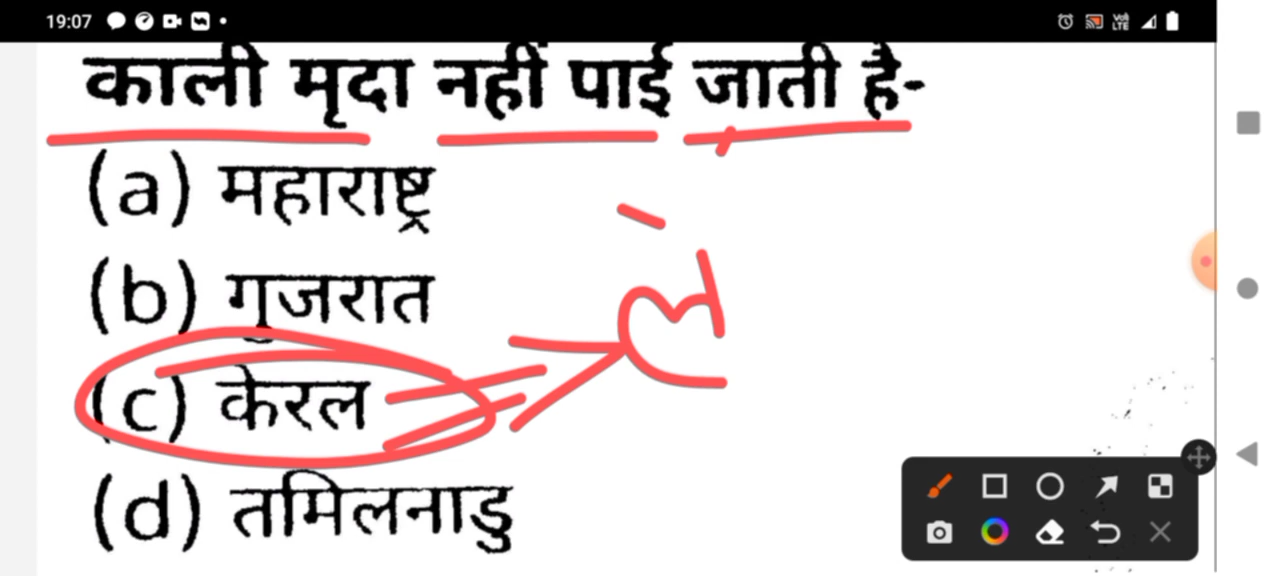 19:07
काली मृदा नहीं पाई जाती है-
(a) महाराष्ट्र
(b) गुजरात
(c) केरल
(d) तमिलनाडु